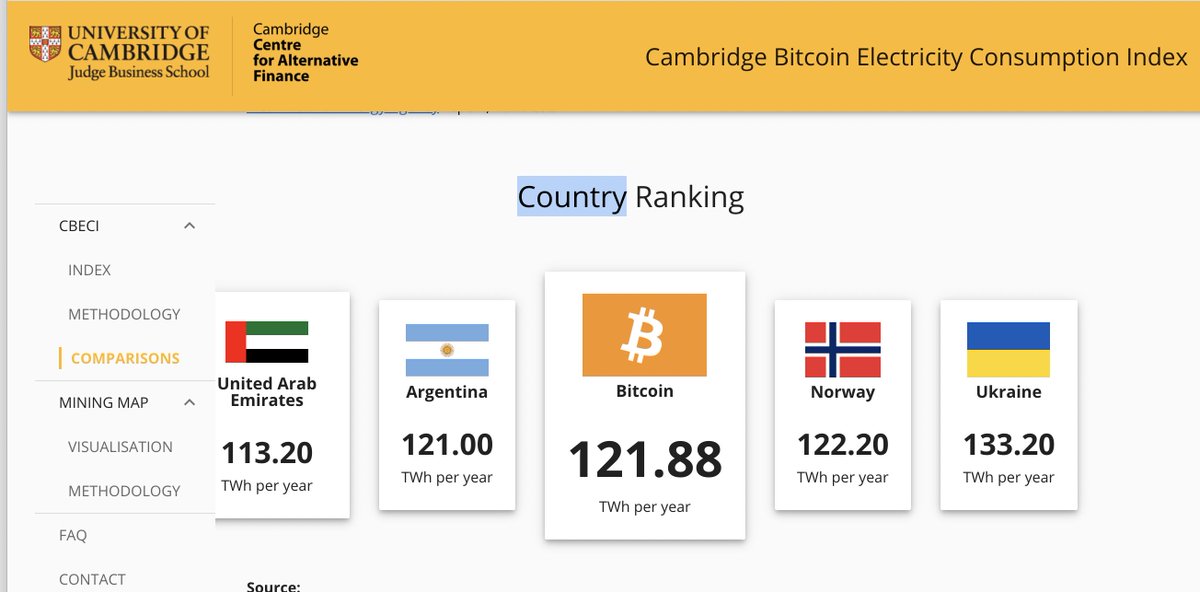 UNIVERSITY OF
CAMBRIDGE
Judge Business School
Cambridge
Centre
for Alternative
Finance
Cambridge Bitcoin Electricity Consumption Index
Country Ranking
CBECI
INDEX
METHODOLOGY
COMPARISONS
MINING MAP
VISUALISATION
METHODOLOGY
FAQ
CONTACT
United Arab
Emirates
113.20
TWh per year
Argentina
121.00
TWh per year
Bitcoin
121.88
TWh per year
Norway
122.20
TWh per year
Ukraine
133.20
TWh per year
Source: